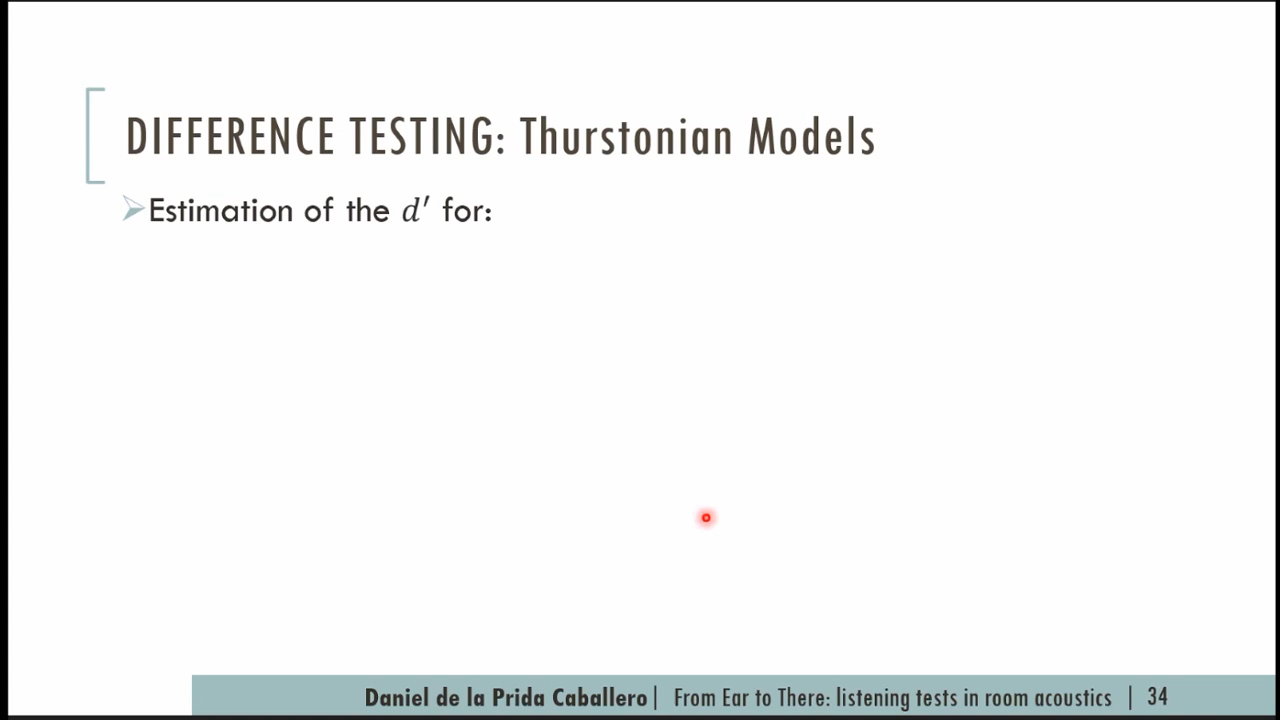 DIFFERENCE TESTING: Thurstonian Models
Estimation of the d′ for:
Daniel de la Prida Caballero | From Ear to There: listening tests in room acoustics | 34